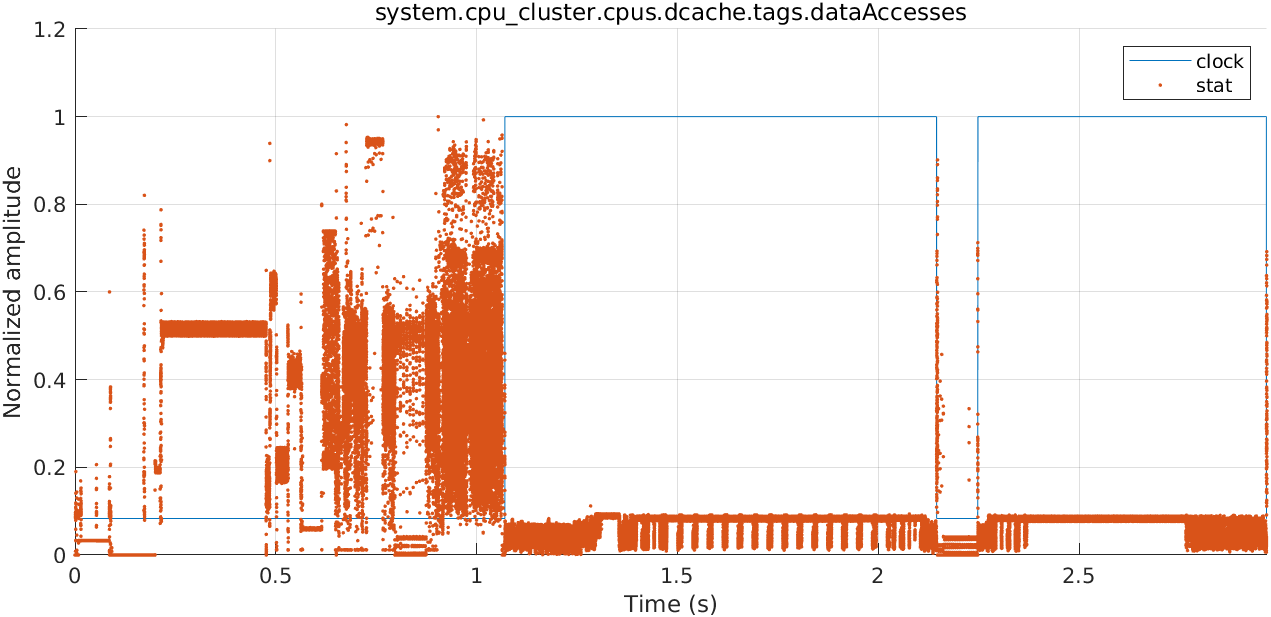 system.cpu_cluster.cpus.dcache.tags.dataAccesses
1.2
1
0.8
0.6
0.4
0.2
0
Normalized amplitude
clock
stat
0
0.5
1
1.5
2
2.5
Time (s)